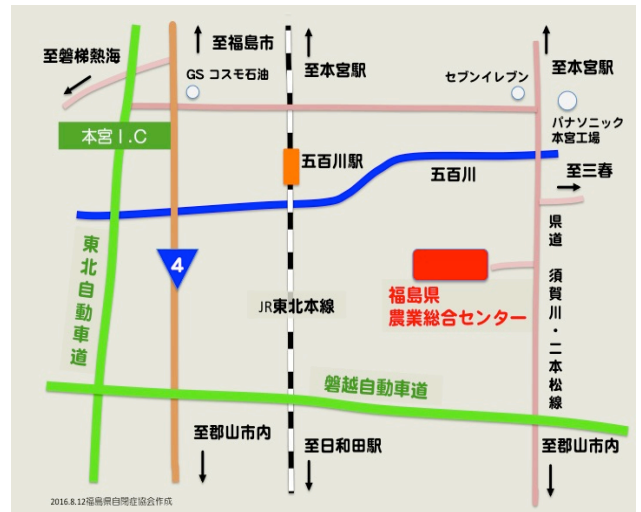 至福島市
至磐梯熱海
至本宮駅
GS コスモ石油
セブンイレブン
至本宮駅
パナソニック
本宮工場
本宮I.C
五百川駅
五百川
至三春
東北自動車道
4
県道 須賀川・二本松線
福島県
農業総合センター
JR東北本線
磐越自動車道
至郡山市内
至日和田駅
至郡山市内
2016.8.12福島県自閉症協会作成